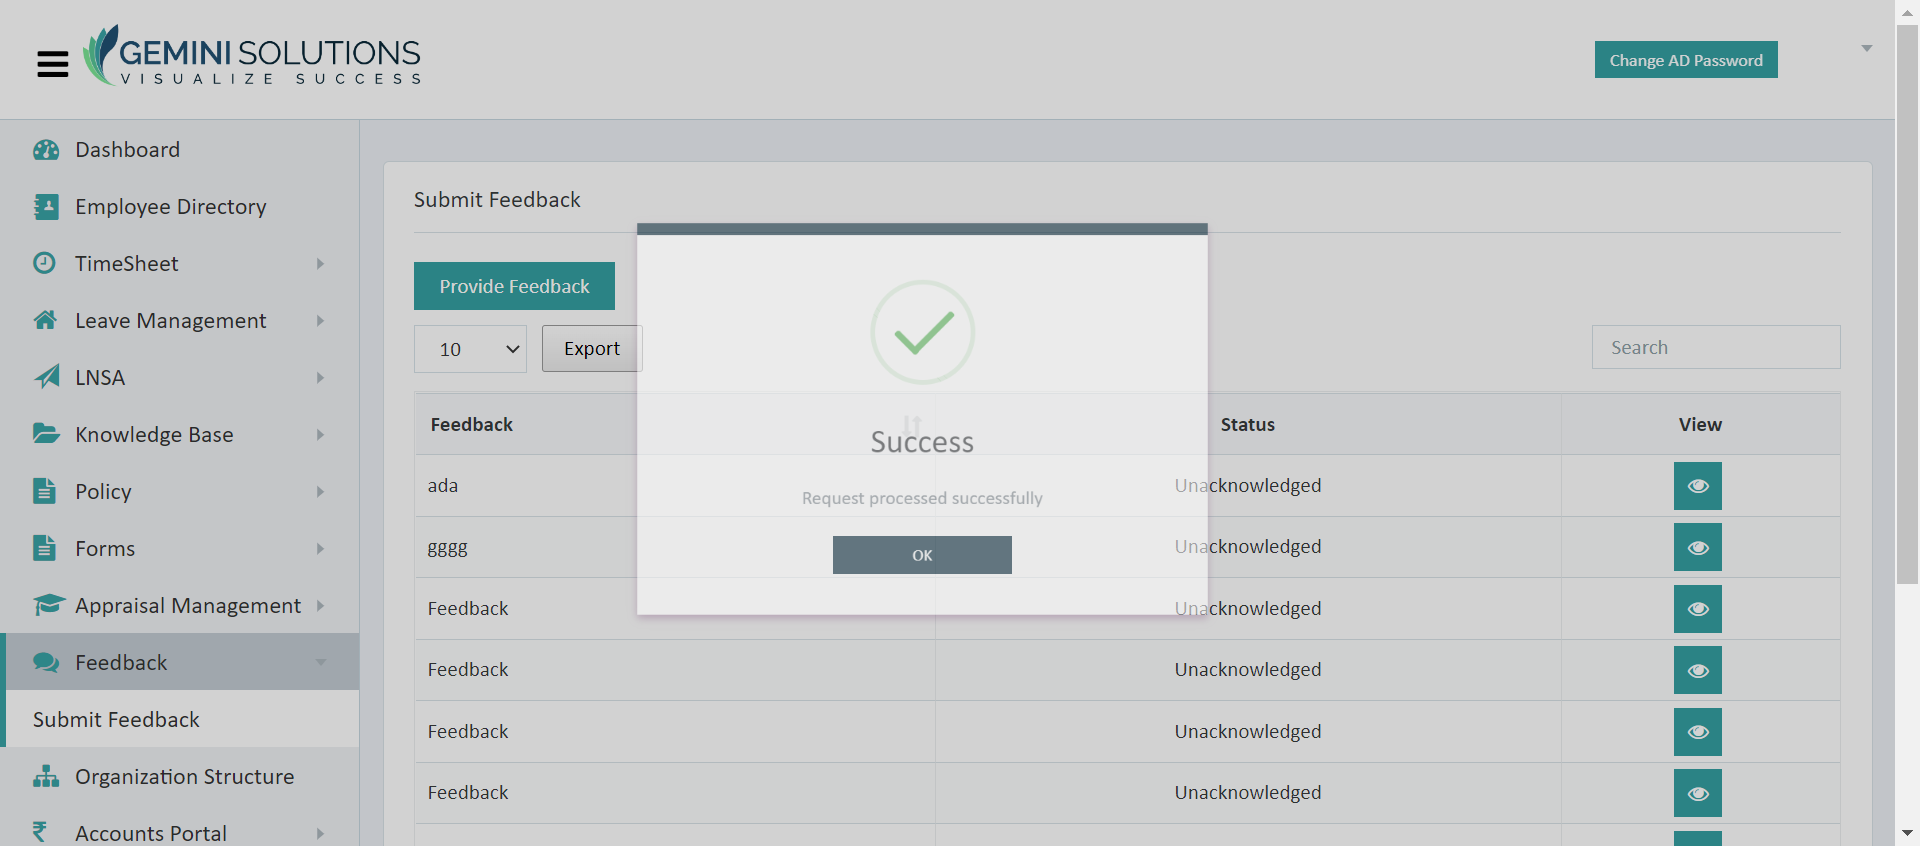 GEMINI SOLUTIONS
VISUALIZE SUCCESS
Change AD Password
Dashboard
Employee Directory
TimeSheet
Leave Management
LNSA
Knowledge Base
Policy
Forms
Appraisal Management
Feedback
Submit Feedback
Organization Structure
Accounts Portal
Submit Feedback
Provide Feedback
10
Export
Search
Feedback Status View
ada Unacknowledged
gggg Unacknowledged
Feedback Unacknowledged
Feedback Unacknowledged
Feedback Unacknowledged
Feedback Unacknowledged
Success
Request processed successfully
OK